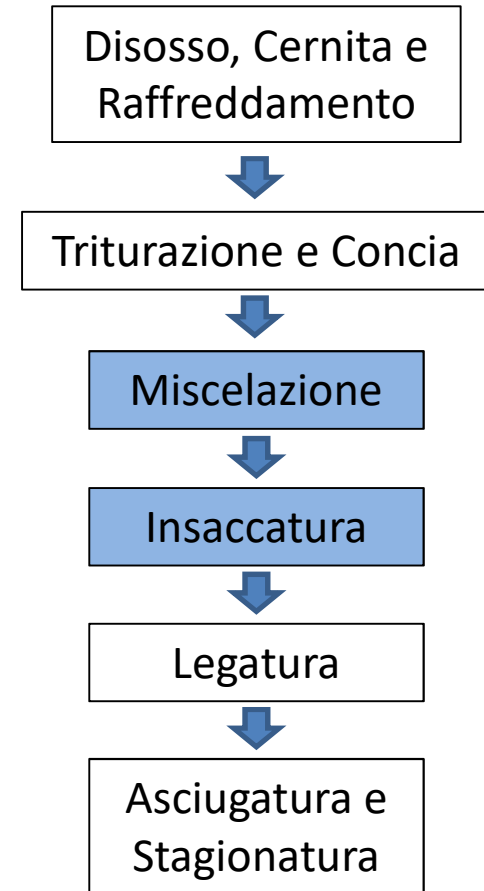 Disosso, Cernita e
Raffreddamento
Triturazione e Concia
Miscelazione
Insaccatura
Legatura
Asciugatura e
Stagionatura